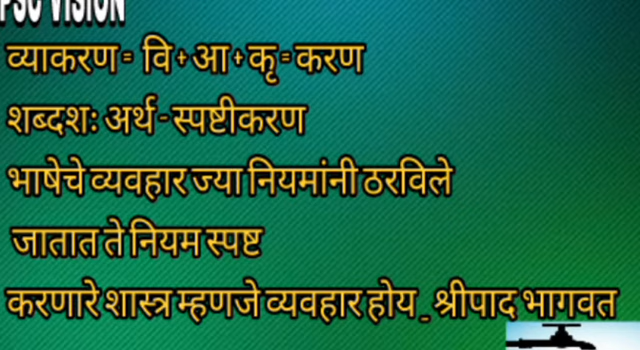 PSC VISION
व्याकरण = वि + आ + कृ = करण
शब्दशः अर्थ - स्पष्टीकरण
भाषेचे व्यवहार ज्या नियमांनी ठरविले
जातात ते नियम स्पष्ट
करणारे शास्त्र म्हणजे व्यवहार होय _ श्रीपाद भागवत